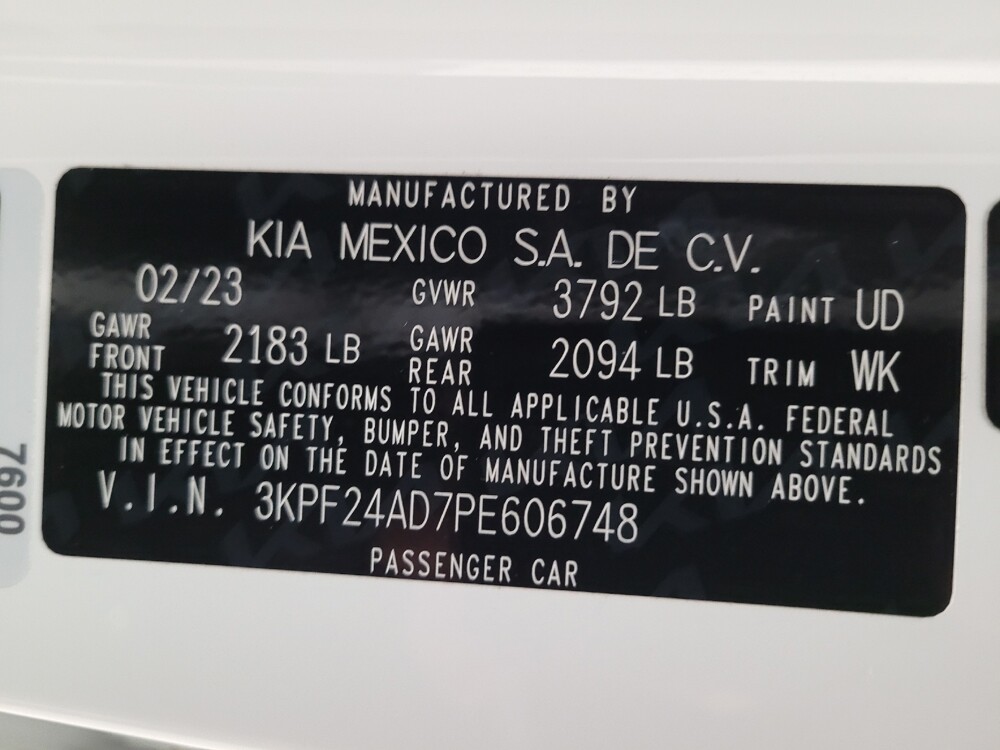 MANUFACTURED BY
KIA MEXICO S.A. DE C.V.
02/23 GVWR 3792 LB PAINT UD
GAWR FRONT 2183 LB GAWR REAR 2094 LB TRIM WK
THIS VEHICLE CONFORMS TO ALL APPLICABLE U.S.A. FEDERAL
MOTOR VEHICLE SAFETY, BUMPER, AND THEFT PREVENTION STANDARDS
IN EFFECT ON THE DATE OF MANUFACTURE SHOWN ABOVE.
V.I.N. 3KPF24AD7PE606748
PASSENGER CAR